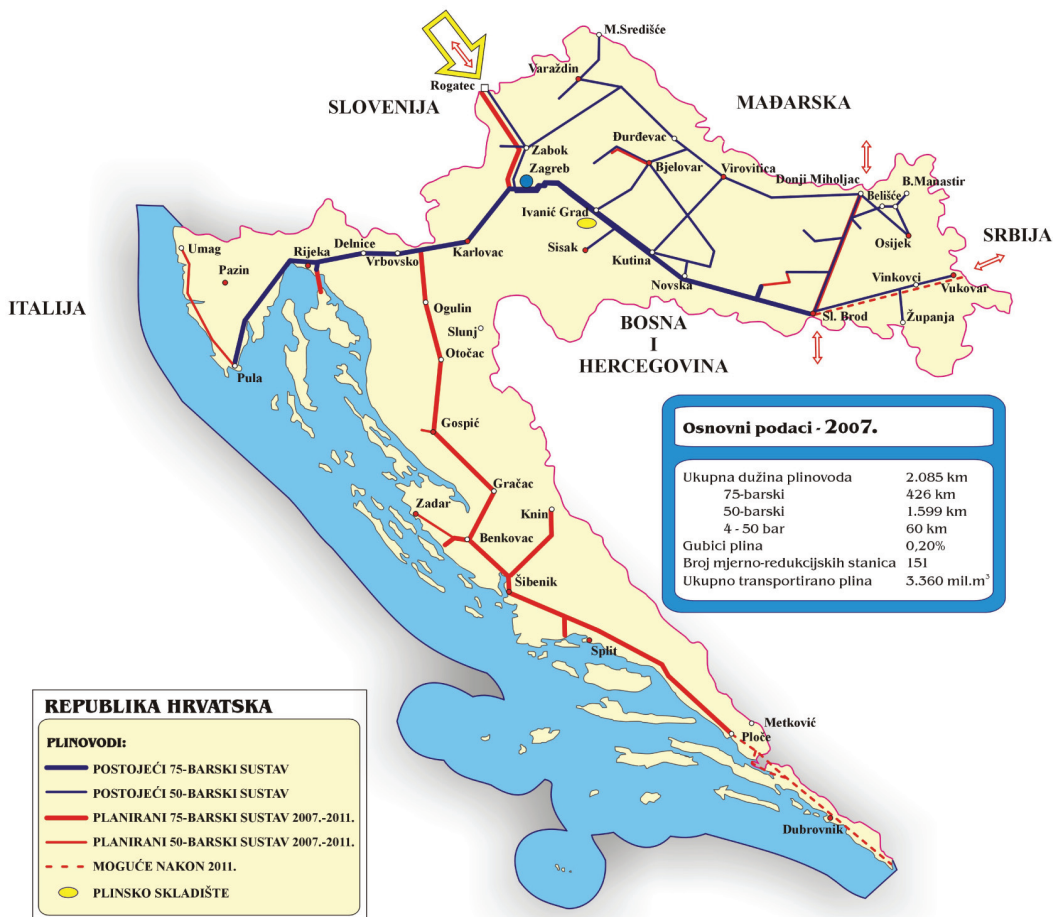 M.Središće
Varaždin
Rogatec
SLOVENIJA
MAĐARSKA
Đurđevac
Zabok
Zagreb
Bjelovar
Virovitica
Donji Miholjac
B.Manastir
Belišće
Ivanić Grad
Osijek
SRBIJA
Umag
Delnice
Rijeka
Karlovac
Sisak
Kutina
Vrbovsko
Pazin
Novska
Vinkovci
Vukovar
ITALIJA
Ogulin
Sl. Brod
Županja
Slunj
BOSNA
I
HERCEGOVINA
Otočac
Pula
Gospić
Gračac
Zadar
Knin
Benkovac
Šibenik
Split
Metković
Ploče
Dubrovnik
Osnovni podaci - 2007.
Ukupna dužina plinovoda 2.085 km
75-barski 426 km
50-barski 1.599 km
4 - 50 bar 60 km
Gubici plina 0,20%
Broj mjerno-redukcijskih stanica 151
Ukupno transportirano plina 3.360 mil.m³
REPUBLIKA HRVATSKA
PLINOVODI:
POSTOJEĆI 75-BARSKI SUSTAV
POSTOJEĆI 50-BARSKI SUSTAV
PLANIRANI 75-BARSKI SUSTAV 2007.-2011.
PLANIRANI 50-BARSKI SUSTAV 2007.-2011.
MOGUĆE NAKON 2011.
PLINSKO SKLADIŠTE